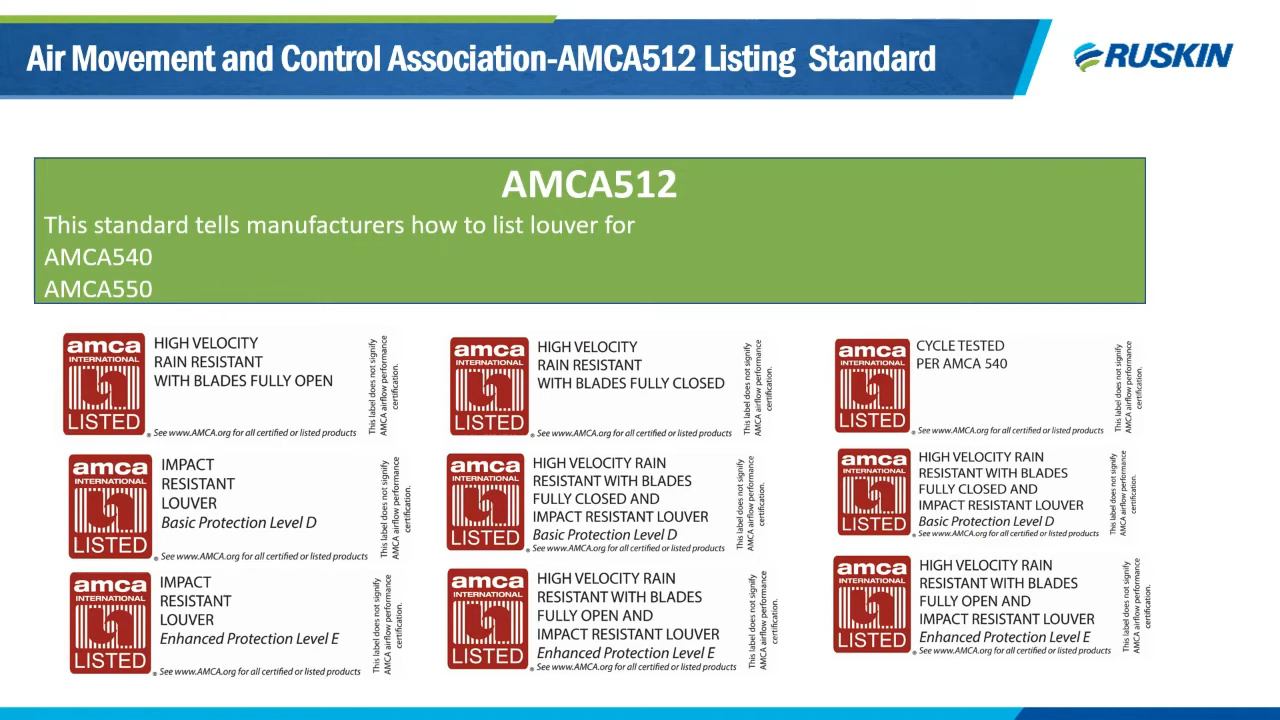 Air Movement and Control Association-AMCA512 Listing Standard
RUSKIN
AMCA512
This standard tells manufacturers how to list louver for
AMCA540
AMCA550
amca
INTERNATIONAL
LISTED
®
HIGH VELOCITY
RAIN RESISTANT
WITH BLADES FULLY OPEN
See www.AMCA.org for all certified or listed products
This label does not signify
AMCA airflow performance
certification.
amca
INTERNATIONAL
LISTED
®
HIGH VELOCITY
RAIN RESISTANT
WITH BLADES FULLY CLOSED
See www.AMCA.org for all certified or listed products
This label does not signify
AMCA airflow performance
certification.
amca
INTERNATIONAL
LISTED
®
CYCLE TESTED
PER AMCA 540
See www.AMCA.org for all certified or listed products
This label does not signify
AMCA airflow performance
certification.
amca
INTERNATIONAL
LISTED
®
IMPACT
RESISTANT
LOUVER
Basic Protection Level D
See www.AMCA.org for all certified or listed products
This label does not signify
AMCA airflow performance
certification.
amca
INTERNATIONAL
LISTED
®
HIGH VELOCITY RAIN
RESISTANT WITH BLADES
FULLY CLOSED AND
IMPACT RESISTANT LOUVER
Basic Protection Level D
See www.AMCA.org for all certified or listed products
This label does not signify
AMCA airflow performance
certification.
amca
INTERNATIONAL
LISTED
®
HIGH VELOCITY RAIN
RESISTANT WITH BLADES
FULLY CLOSED AND
IMPACT RESISTANT LOUVER
Basic Protection Level D
See www.AMCA.org for all certified or listed products
This label does not signify
AMCA airflow performance
certification.
amca
INTERNATIONAL
LISTED
®
IMPACT
RESISTANT
LOUVER
Enhanced Protection Level E
See www.AMCA.org for all certified or listed products
This label does not signify
AMCA airflow performance
certification.
amca
INTERNATIONAL
LISTED
®
HIGH VELOCITY RAIN
RESISTANT WITH BLADES
FULLY OPEN AND
IMPACT RESISTANT LOUVER
Enhanced Protection Level E
See www.AMCA.org for all certified or listed products
This label does not signify
AMCA airflow performance
certification.
amca
INTERNATIONAL
LISTED
®
HIGH VELOCITY RAIN
RESISTANT WITH BLADES
FULLY OPEN AND
IMPACT RESISTANT LOUVER
Enhanced Protection Level E
See www.AMCA.org for all certified or listed products
This label does not signify
AMCA airflow performance
certification.